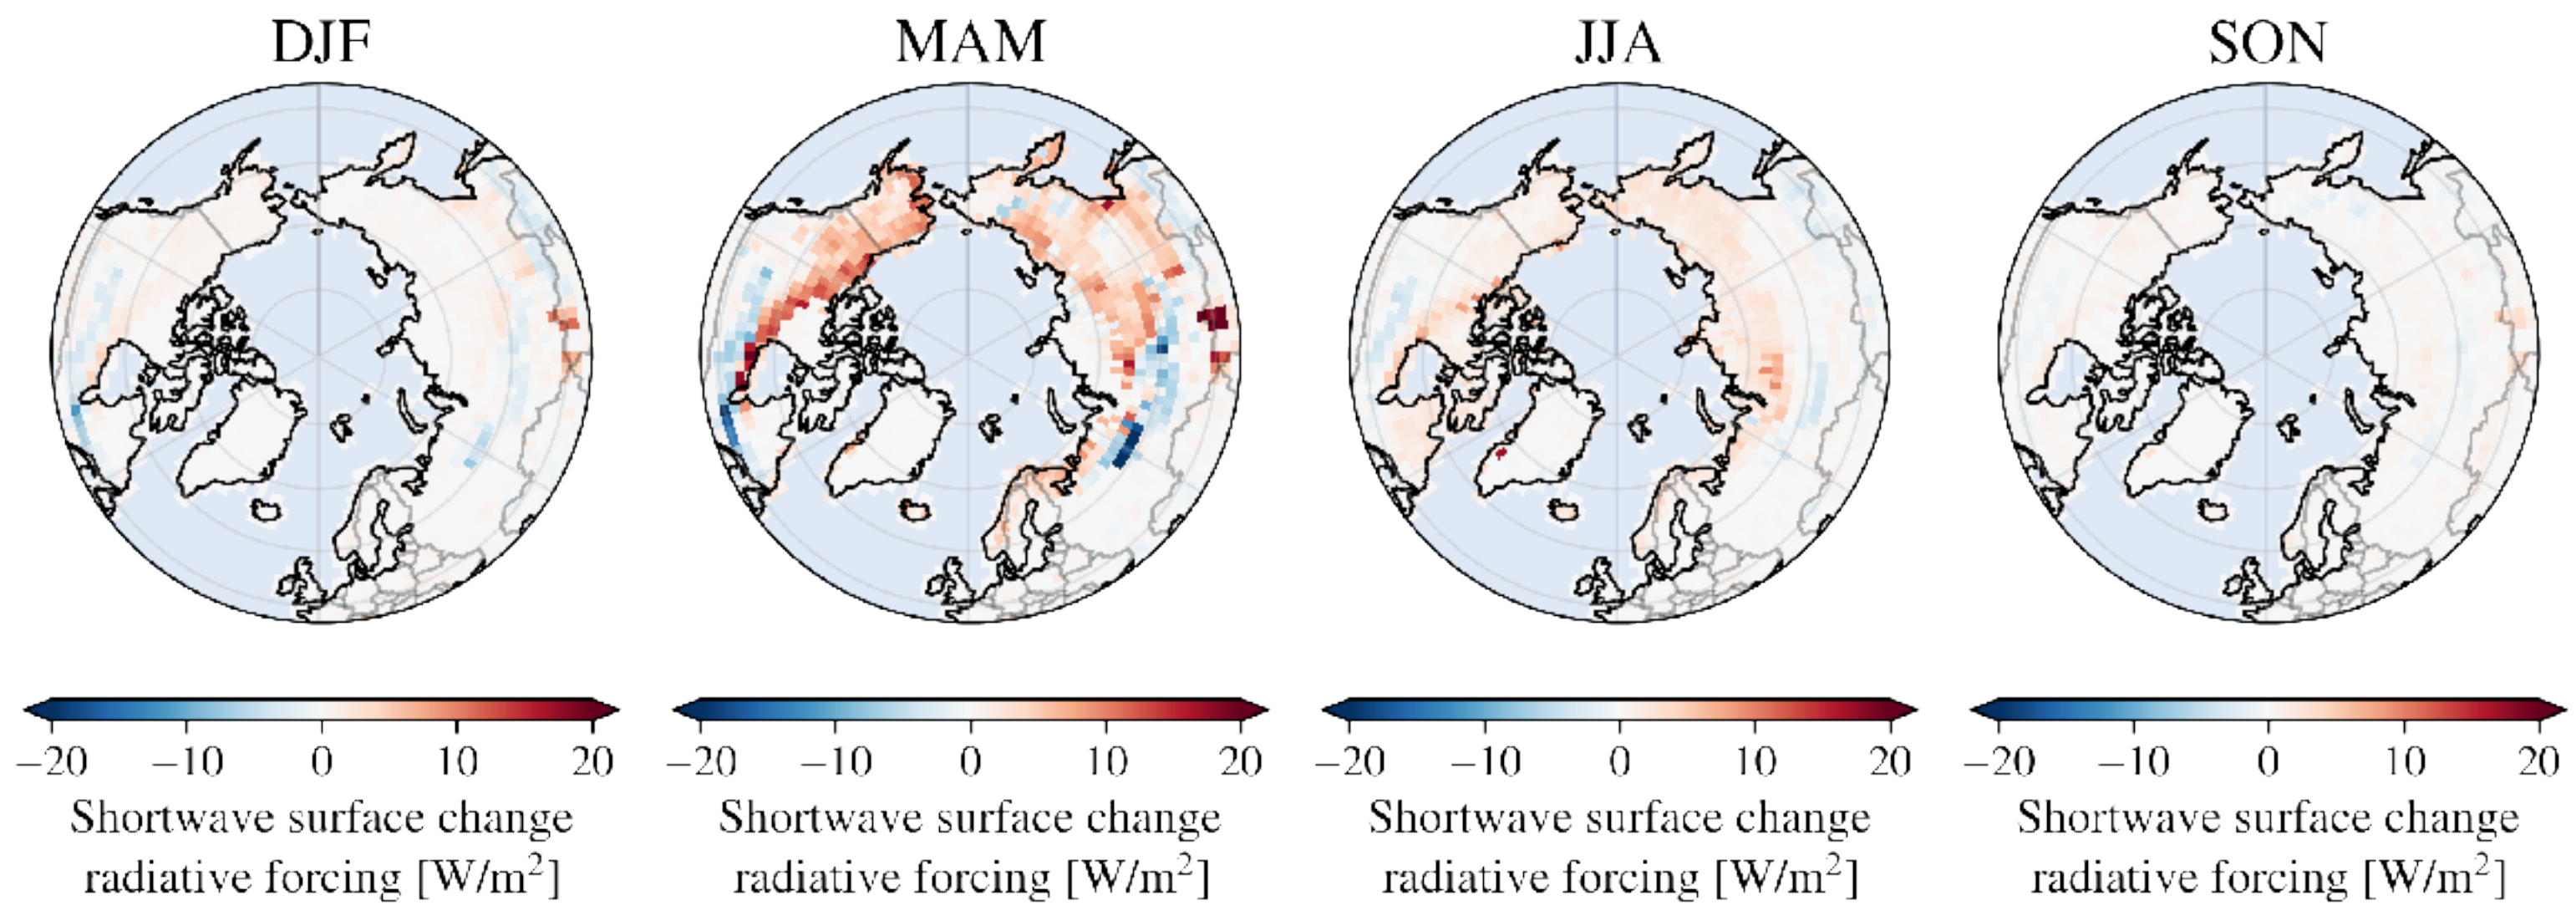 DJF MAM JJA SON
−20 −10 0 10 20 −20 −10 0 10 20 −20 −10 0 10 20 −20 −10 0 10 20
Shortwave surface change Shortwave surface change Shortwave surface change Shortwave surface change
radiative forcing [W/m²] radiative forcing [W/m²] radiative forcing [W/m²] radiative forcing [W/m²]